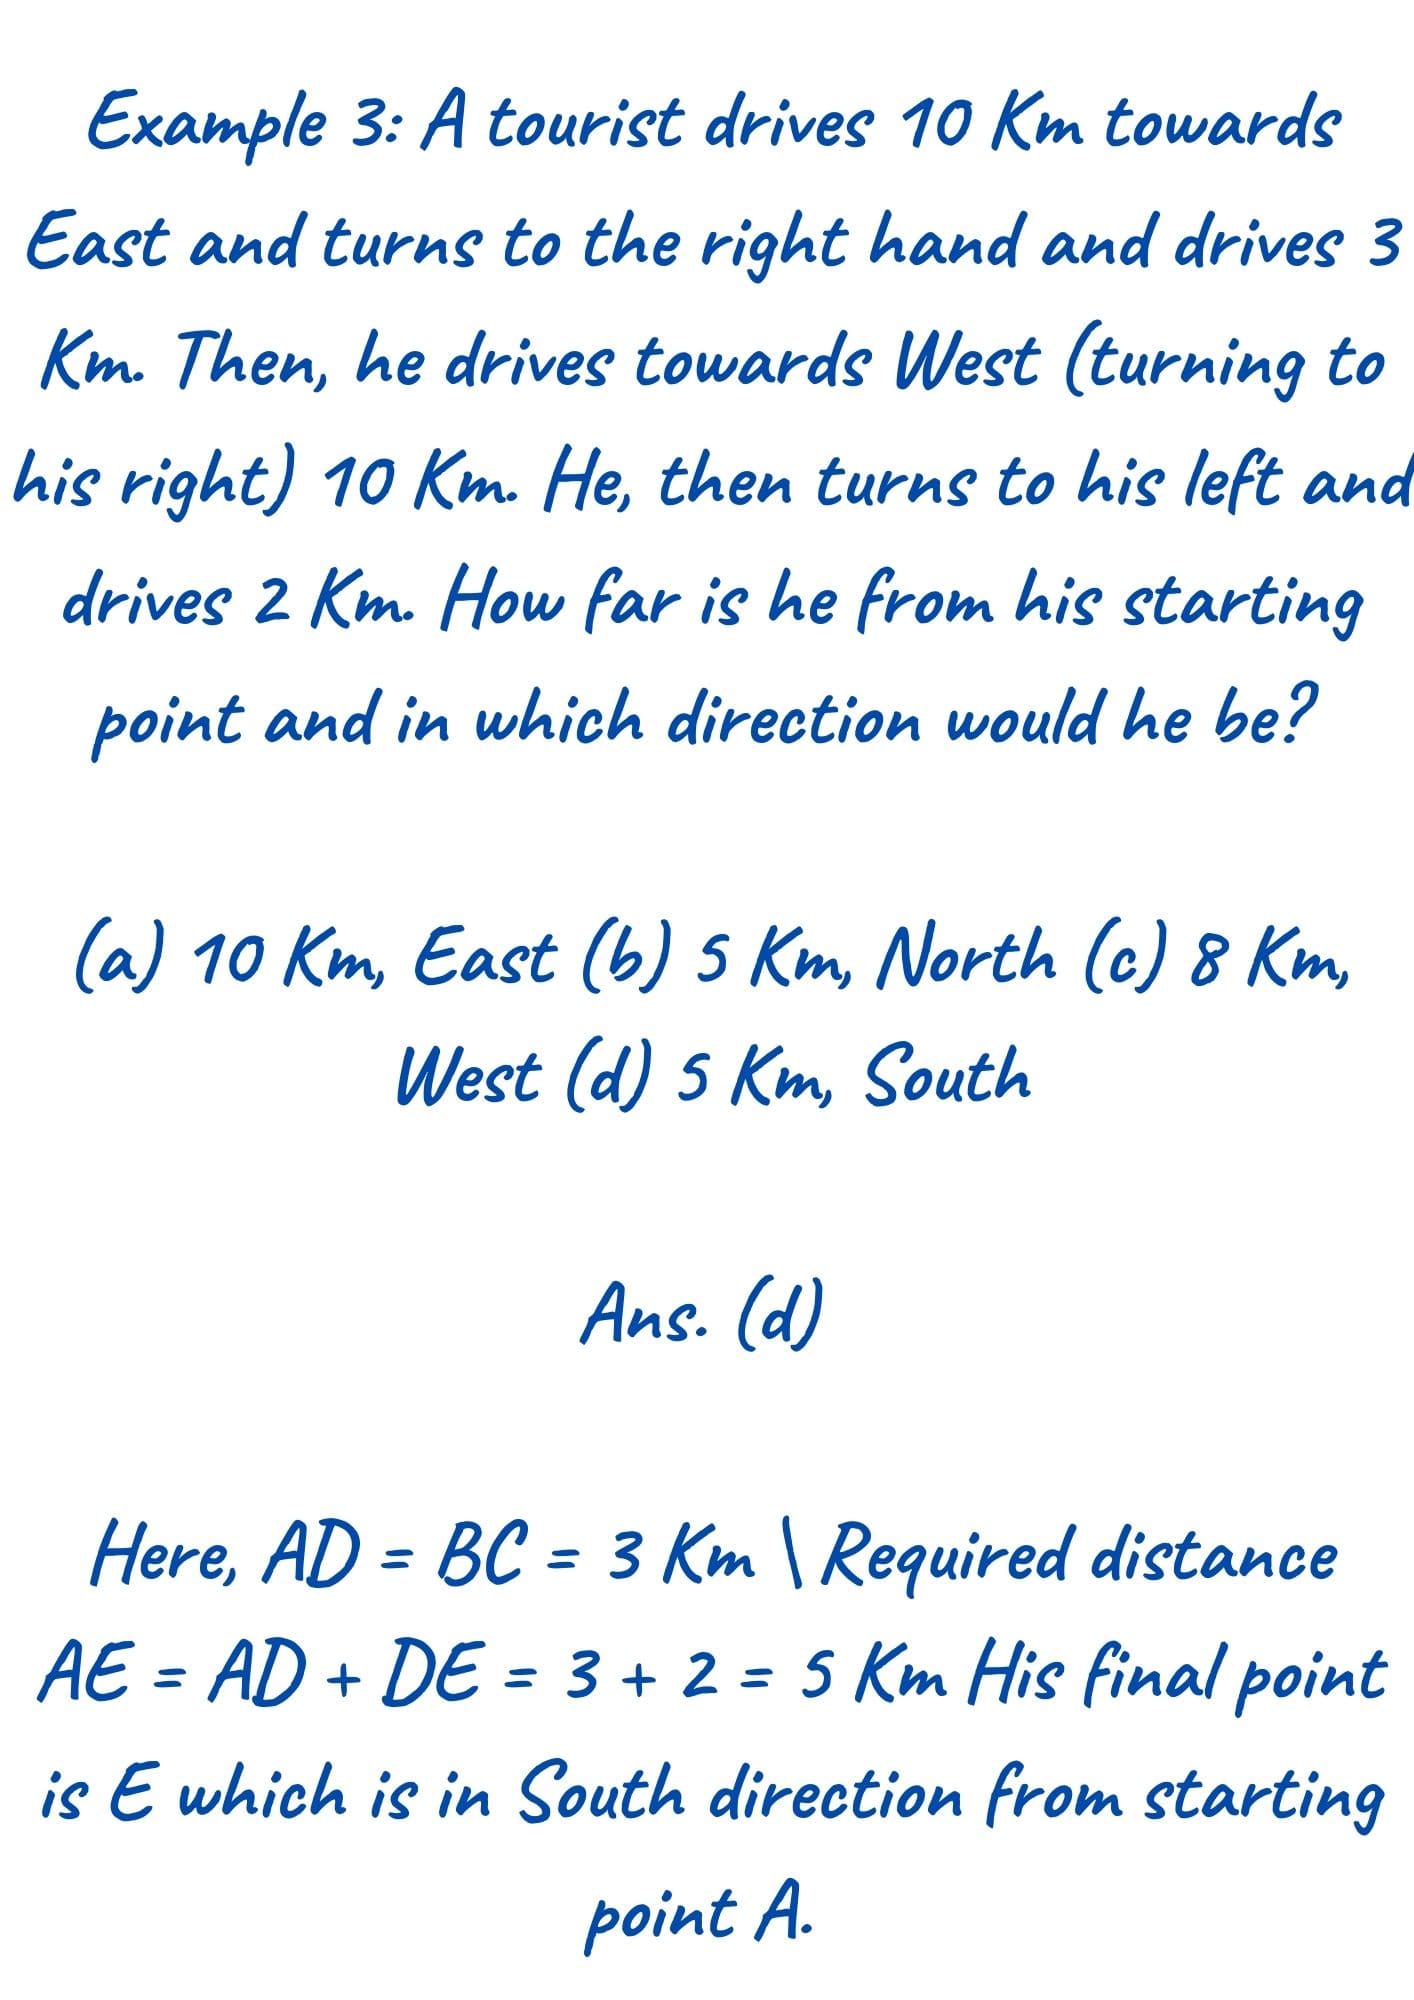 Example 3: A tourist drives 10 Km towards
East and turns to the right hand and drives 3
Km. Then, he drives towards West (turning to
his right) 10 Km. He, then turns to his left and
drives 2 Km. How far is he from his starting
point and in which direction would he be?
(a) 10 Km, East (b) 5 Km, North (c) 8 Km,
West (d) 5 Km, South
Ans. (d)
Here, AD = BC = 3 Km \ Required distance
AE = AD + DE = 3 + 2 = 5 Km His final point
is E which is in South direction from starting
point A.